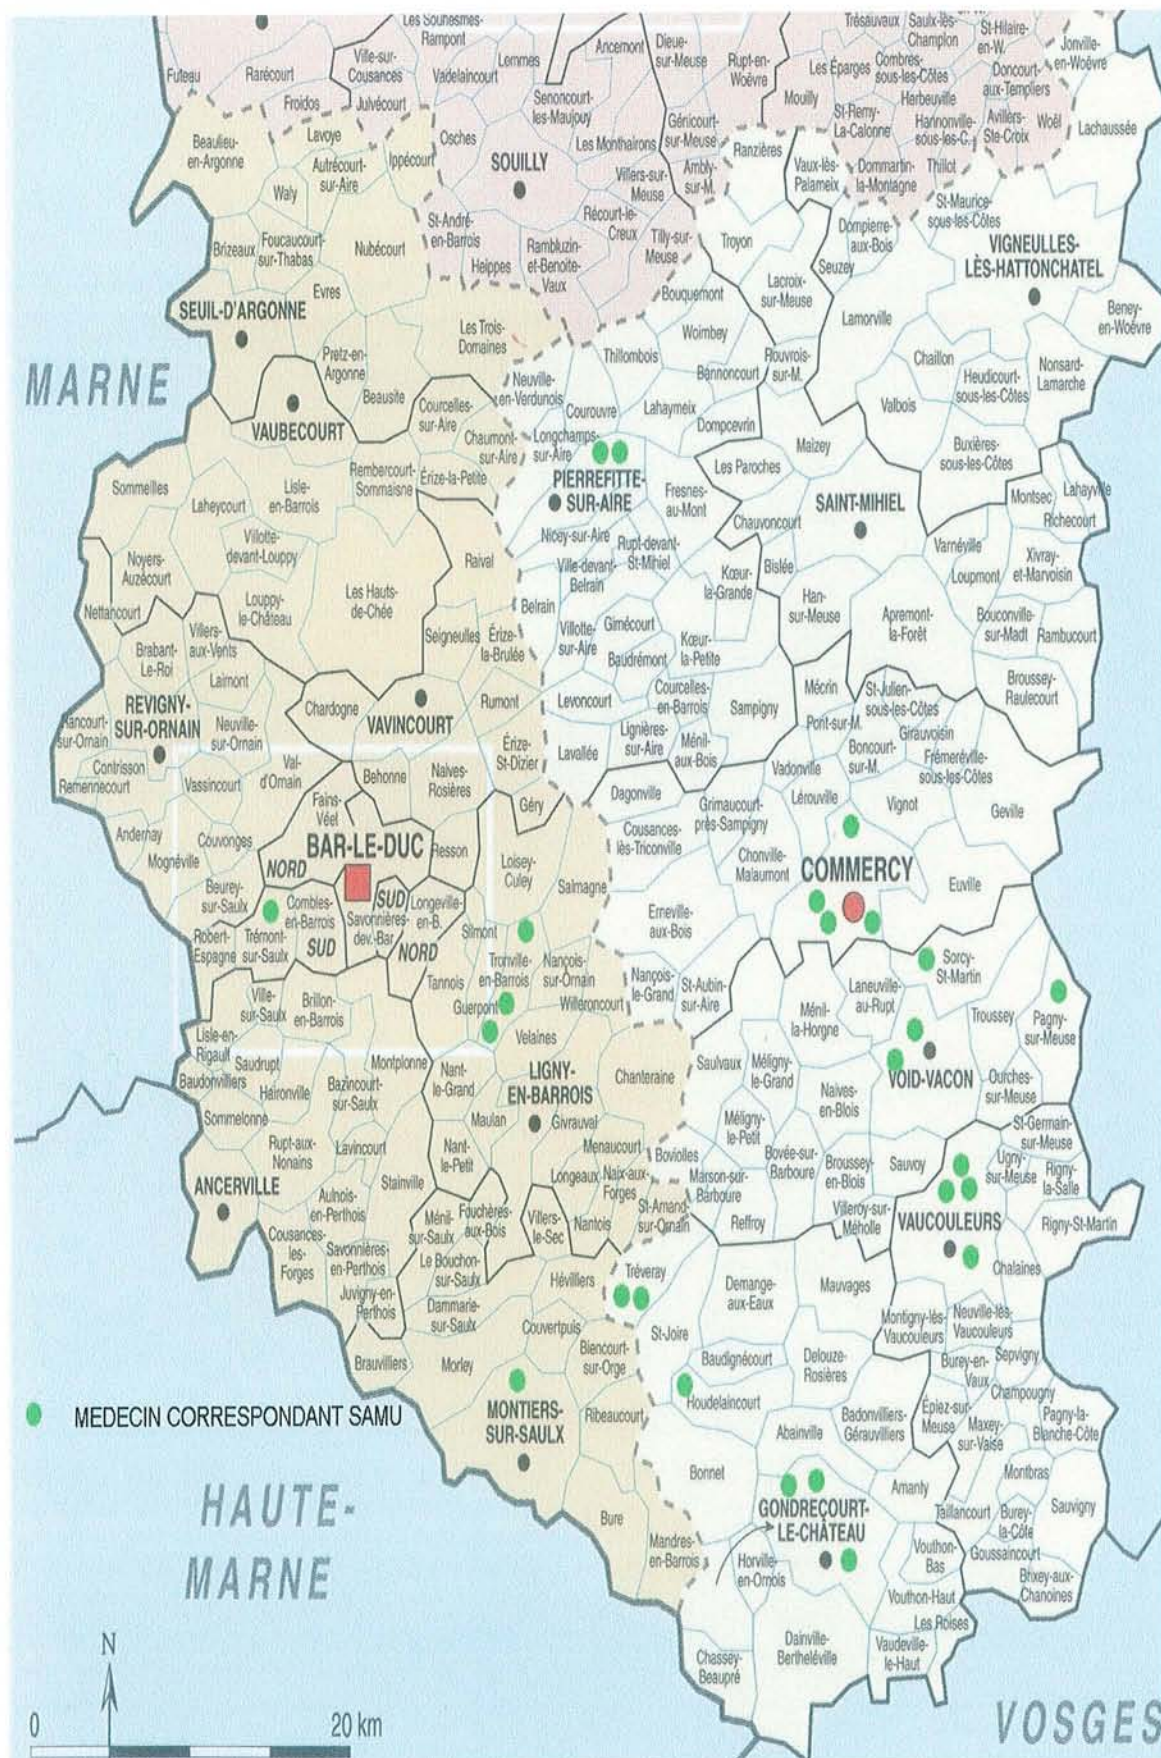 Les Souhesmes-
Rampont
Ancemont
Dieue-
sur-Meuse
Trésauvaux
Saulx-lès-
Champlon
St-Hilaire-
en-W.
Jonville-
en-Woëvre
Futeau
Rarécourt
Ville-sur-
Cousances
Lemmes
Vadelaincourt
Rupt-en-
Woëvre
Les Éparges
Combres-
sous-les-Côtes
Doncourt-
aux-Templiers
Froidos
Julvécourt
Senoncourt-
les-Maujouy
Mouilly
Herbeuville
Beaulieu-
en-Argonne
Lavoye
Autrécourt-
sur-Aire
Ippécourt
Osches
Les Monthairons
Génicourt-
sur-Meuse
Ranzières
St-Remy-
La-Calonne
Hannonville-
sous-les-C.
Avillers-
Ste-Croix
Woël
Lachaussée
SOUILLY
Waly
Villers-sur-
Meuse
Ambly-
sur-M.
Vaux-lès-
Palameix
Dommartin-
la-Montagne
Thillot
Brizeaux
Foucaucourt-
sur-Thabas
Nubécourt
St-André-
en-Barrois
Récourt-le-
Creux
Heippes
Rambluzin-
et-Benoite-
Vaux
Tilly-sur-
Meuse
Troyon
Dompierre-
aux-Bois
St-Maurice-
sous-les-Côtes
VIGNEULLES-
LÈS-HATTONCHATEL
Evres
Bouquemont
Lacroix-
sur-Meuse
Seuzey
SEUIL-D'ARGONNE
Les Trois-
Domaines
Woimbey
Lamorville
Beney-
en-Woëvre
MARNE
Pretz-en-
Argonne
Beausite
Neuville-
en-Verdunois
Thillombois
Bannoncourt
Rouvrois-
sur-M.
Chaillon
Heudicourt-
sous-les-Côtes
Nonsard-
Lamarche
VAUBECOURT
Courcelles-
sur-Aire
Courouvre
Lahaymeix
Dompcevrin
Valbois
Chaumont-
sur-Aire
Longchamps-
sur-Aire
Maizey
Buxières-
sous-les-Côtes
Sommeilles
Laheycourt
Lisle-
en-Barrois
Rembercourt-
Sommaisne
Érize-la-Petite
PIERREFITTE-
SUR-AIRE
Les Paroches
Fresnes-
au-Mont
SAINT-MIHIEL
Montsec
Lahayville
Richecourt
Villotte-
devant-Louppy
Nicey-sur-Aire
Chauvoncourt
Varnéville
Noyers-
Auzécourt
Raival
Rupt-devant-
St-Mihiel
Ville-devant-
Belrain
Bislée
Loupmont
Xivray-
et-Marvoisin
Nettancourt
Louppy-
le-Château
Les Hauts-
de-Chée
Belrain
Kœur-
la-Grande
Han-
sur-Meuse
Apremont-
la-Forêt
Bouconville-
sur-Madt
Rambucourt
Villers-
aux-Vents
Seigneulles
Érize-
la-Brulée
Villotte-
sur-Aire
Gimécourt
Brabant-
Le-Roi
Laimont
Baudrémont
Kœur-
la-Petite
Broussey-
Raulecourt
REVIGNY-
SUR-ORNAIN
Chardogne
VAVINCOURT
Rumont
Levoncourt
Courcelles-
en-Barrois
Sampigny
Mécrin
St-Julien-
sous-les-Côtes
Rancourt-
sur-Ornain
Neuville-
sur-Ornain
Érize-
St-Dizier
Lignières-
sur-Aire
Ménil-
aux-Bois
Pont-sur-M.
Girauvoisin
Lavallée
Boncourt-
sur-M.
Frémeréville-
sous-les-Côtes
Contrisson
Remennecourt
Vassincourt
Val-
d'Ornain
Behonne
Naives-
Rosières
Vadonville
Dagonville
Lérouville
Vignot
Geville
Fains-
Véel
Géry
Grimaucourt-
près-Sampigny
Andernay
Mognéville
Couvonges
BAR-LE-DUC
Resson
Cousances-
lès-Triconville
Chonville-
Malaumont
NORD
Loisey-
Culey
Salmagne
COMMERCY
Euville
Beurey-
sur-Saulx
Combles-
en-Barrois
SUD
Longeville-
en-B.
Savonnières-
dev.-Bar
Erneville-
aux-Bois
Robert-
Espagne
Trémont-
sur-Saulx
SUD
NORD
Silmont
Tronville-
en-Barrois
Nançois-
sur-Ornain
Sorcy-
St-Martin
Tannois
Nançois-
le-Grand
St-Aubin-
sur-Aire
Laneuville-
au-Rupt
Ville-
sur-Saulx
Brillon-
en-Barrois
Guerpont
Willeroncourt
Ménil-
la-Horgne
Troussey
Pagny-
sur-Meuse
Lisle-en-
Rigault
Velaines
Saudrupt
Montplonne
Nant-
le-Grand
LIGNY-
EN-BARROIS
Chanteraine
Saulvaux
Méligny-
le-Grand
VOID-VACON
Baudonvilliers
Haironville
Bazincourt-
sur-Saulx
Naives-
en-Blois
Ourches-
sur-Meuse
Sommelonne
Maulan
Givrauval
Méligny-
le-Petit
St-Germain-
sur-Meuse
Rupt-aux-
Nonains
Lavincourt
Nant-
le-Petit
Menaucourt
Boviolles
Bovée-sur-
Barboure
Broussey-
en-Blois
Sauvoy
Ugny-
sur-Meuse
Rigny-
la-Salle
ANCERVILLE
Stainville
Longeaux
Naix-aux-
Forges
Marson-sur-
Barboure
Aulnois-
en-Perthois
Ménil-
sur-Saulx
Fouchères-
aux-Bois
Villers-
le-Sec
Nantois
St-Amand-
sur-Ornain
Reffroy
Villeroy-sur-
Méholle
VAUCOULEURS
Rigny-St-Martin
Cousances-
les-
Forges
Savonnières-
en-Perthois
Le Bouchon-
sur-Saulx
Hévilliers
Tréveray
Demange-
aux-Eaux
Mauvages
Chalaines
Juvigny-en-
Perthois
Dammarie-
sur-Saulx
Couvertpuis
St-Joire
Montigny-lès-
Vaucouleurs
Neuville-lès-
Vaucouleurs
Brauvilliers
Morley
Biencourt-
sur-Orge
Baudignécourt
Delouze-
Rosières
Burey-en-
Vaux
Sepvigny
MEDECIN CORRESPONDANT SAMU
MONTIERS-
SUR-SAULX
Ribeaucourt
Houdelaincourt
Abainville
Badonvilliers-
Gérauvilliers
Épiez-sur-
Meuse
Champougny
Maxey-
sur-Vaise
Pagny-la-
Blanche-Côte
HAUTE-
MARNE
Bonnet
Amanty
Montbras
Bure
GONDRECOURT-
LE-CHÂTEAU
Taillancourt
Burey-
la-Côte
Sauvigny
Mandres-
en-Barrois
Horville-
en-Ornois
Vouthon-
Bas
Goussaincourt
Vouthon-Haut
Brixey-aux-
Chanoines
Les Roises
Chassey-
Beaupré
Dainville-
Bertheléville
Vaudeville-
le-Haut
N
0 20 km
VOSGES